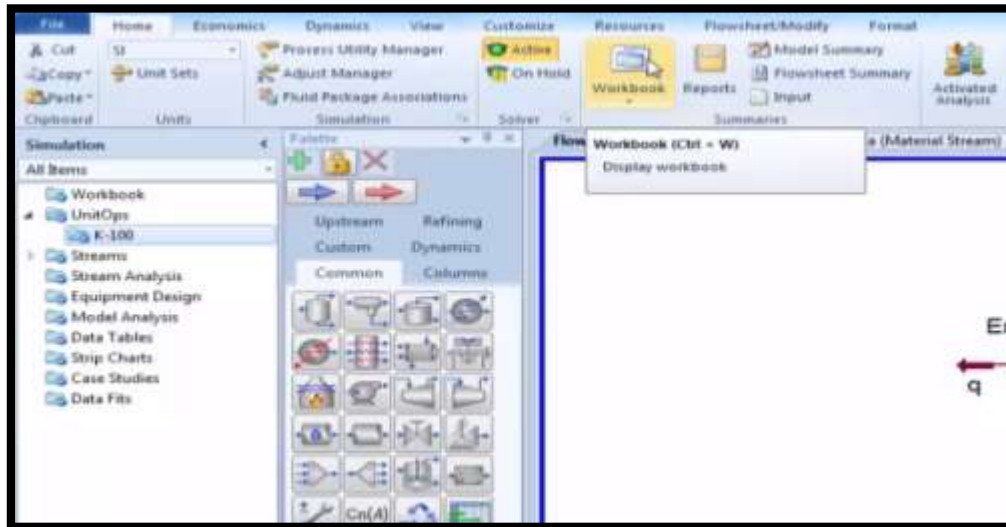 File Home Economics Dynamics View Customize Resources Flowsheet/Modify Format
Cut SI Process Utility Manager Active Model Summary
Copy Unit Sets Adjust Manager On Hold Workbook Reports Flowsheet Summary Activated
Paste Fluid Package Associations Input Analysis
Clipboard Units Simulation Solver Summaries
Simulation Palette Flow Workbook (Ctrl + W) a (Material Stream)
All Items Display workbook
Workbook
UnitOps
K-100
Streams
Stream Analysis
Equipment Design
Model Analysis
Data Tables
Strip Charts
Case Studies
Data Fits
Upstream Refining
Custom Dynamics
Common Columns
Cn(A)
En
q